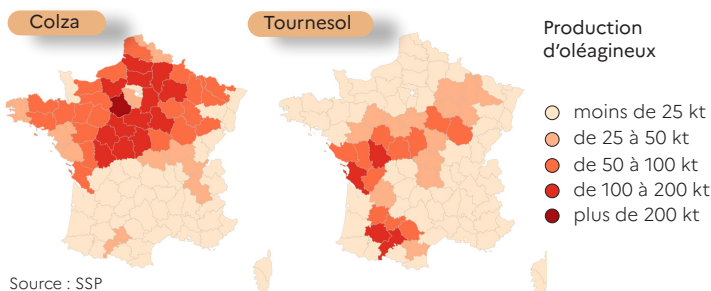 Colza
Tournesol
Production
d'oléagineux
moins de 25 kt
de 25 à 50 kt
de 50 à 100 kt
de 100 à 200 kt
plus de 200 kt
Source : SSP